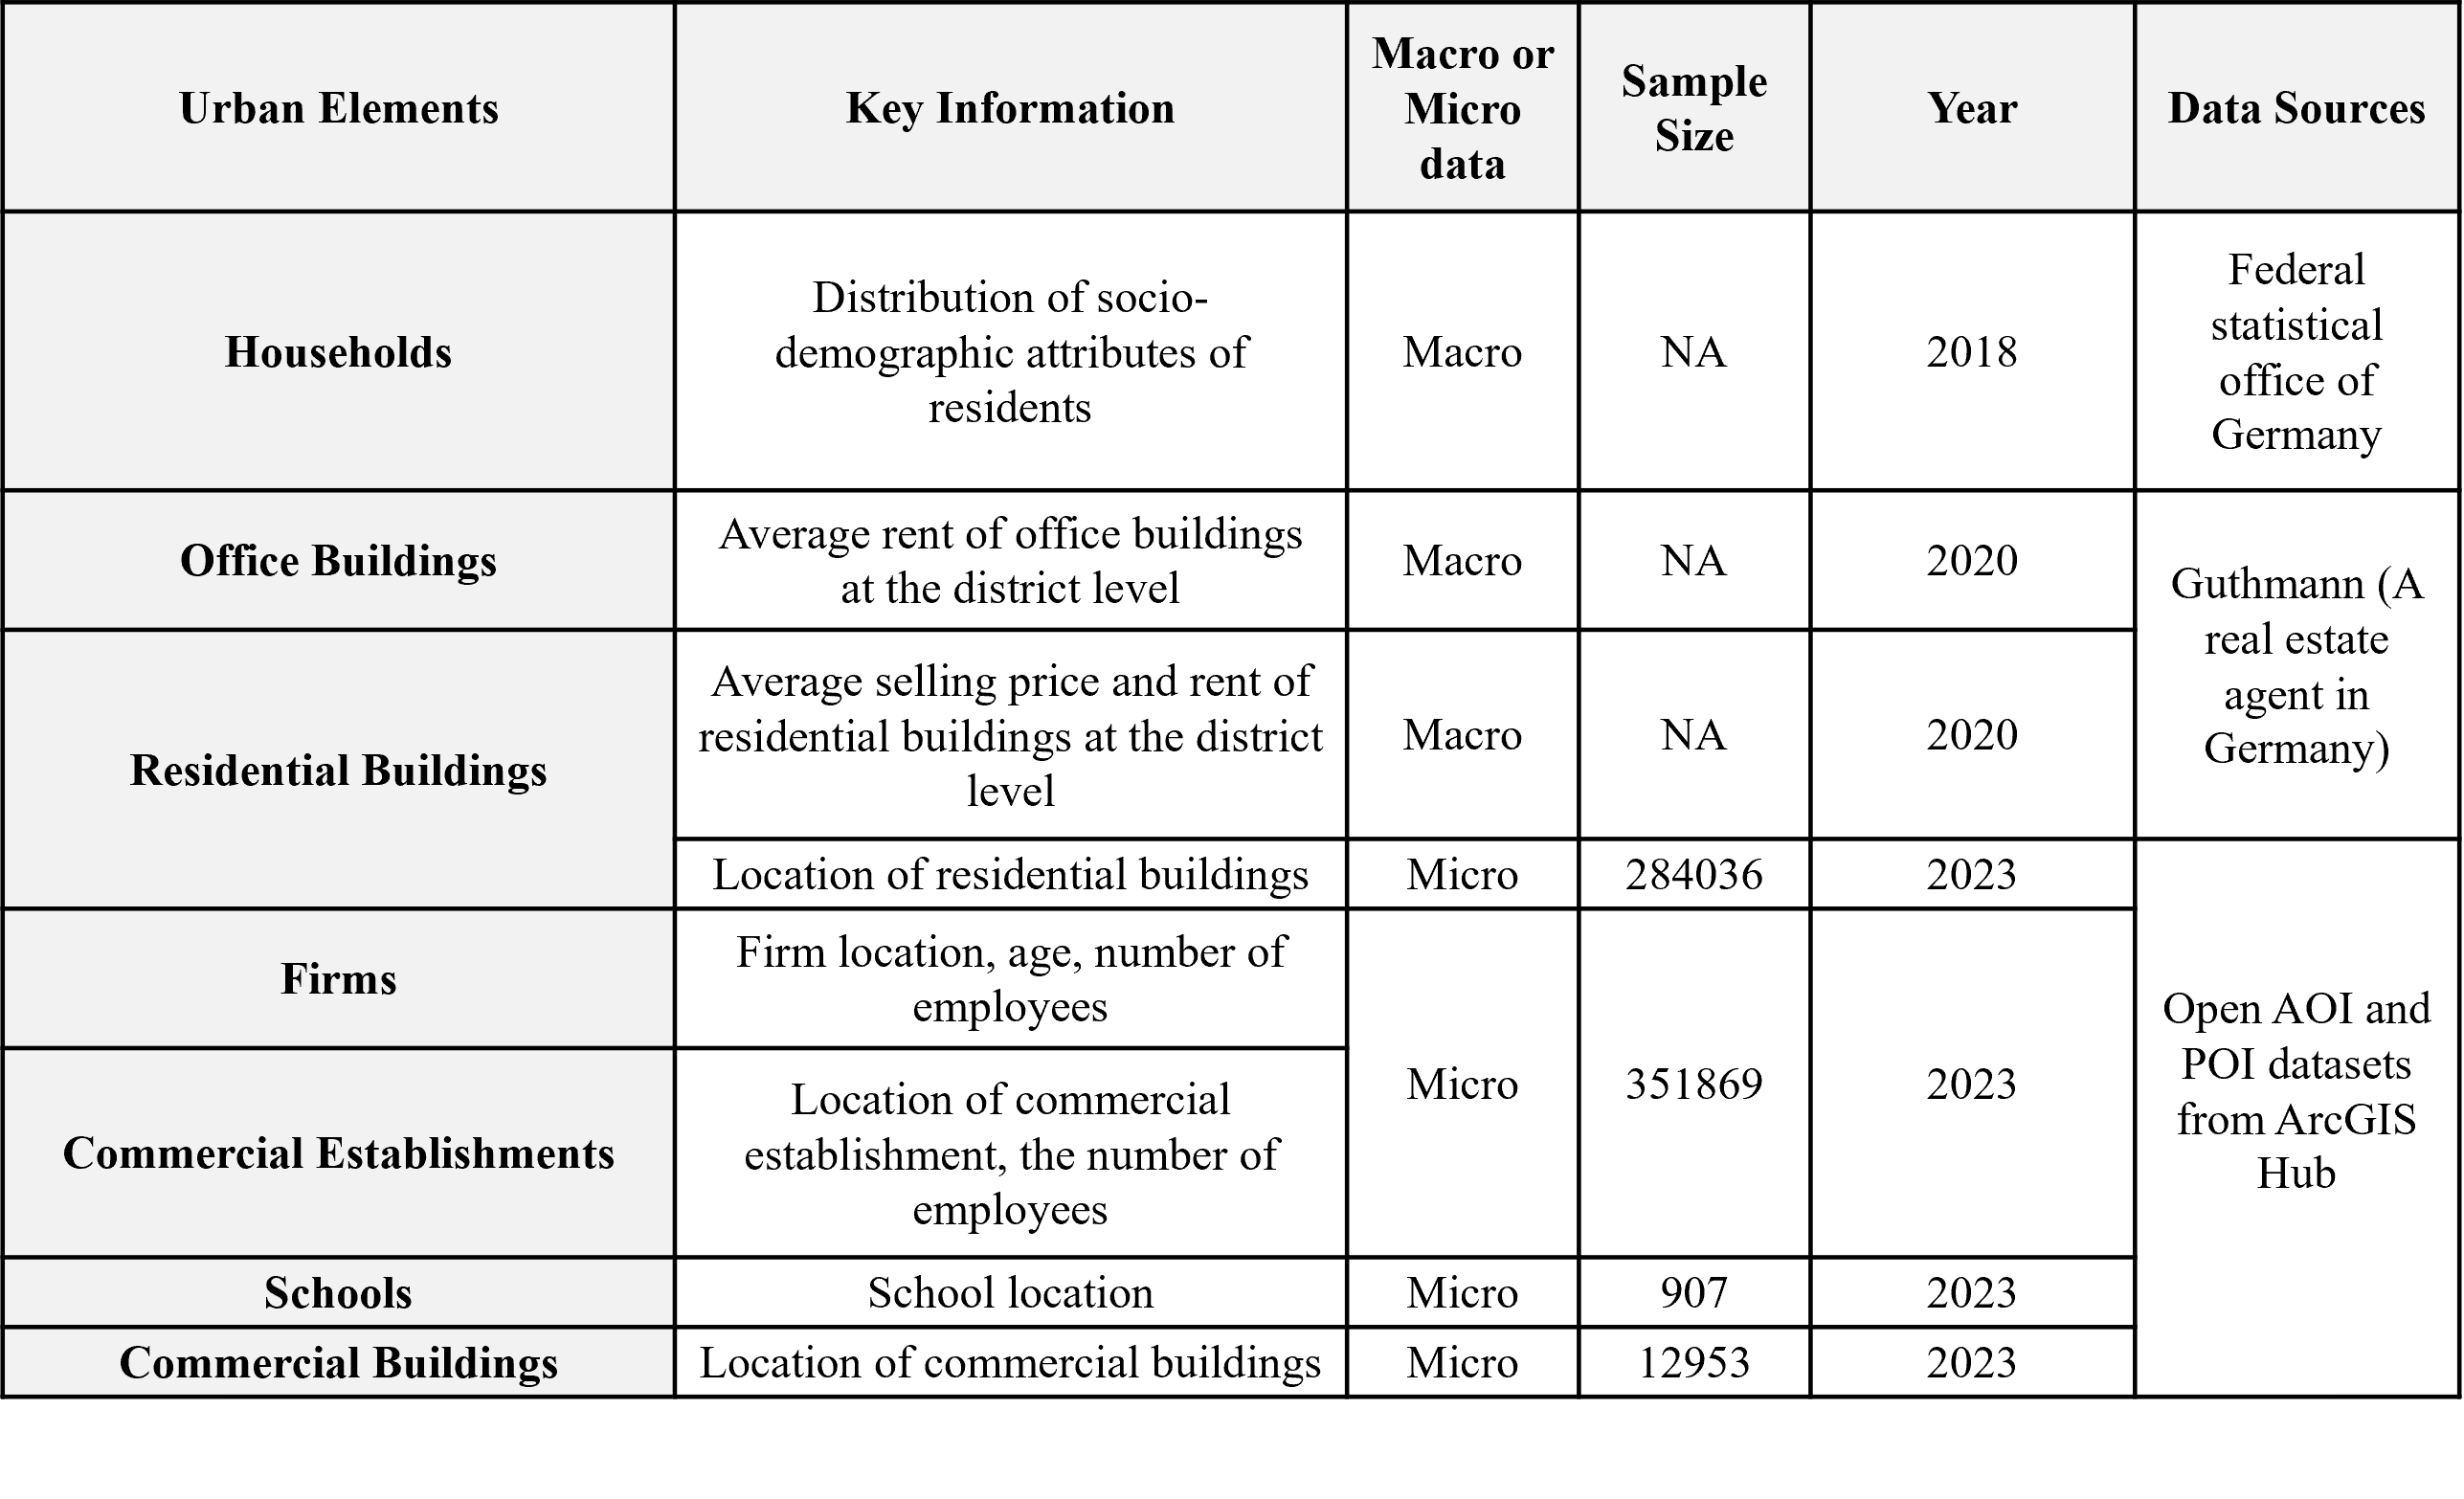 Urban Elements
Key Information
Macro or
Micro
data
Sample
Size
Year
Data Sources
Households
Distribution of socio-
demographic attributes of
residents
Macro
NA
2018
Federal
statistical
office of
Germany
Office Buildings
Average rent of office buildings
at the district level
Macro
NA
2020
Guthmann (A
real estate
agent in
Germany)
Residential Buildings
Average selling price and rent of
residential buildings at the district
level
Macro
NA
2020
Location of residential buildings
Micro
284036
2023
Open AOI and
POI datasets
from ArcGIS
Hub
Firms
Firm location, age, number of
employees
Micro
351869
2023
Commercial Establishments
Location of commercial
establishment, the number of
employees
Schools
School location
Micro
907
2023
Commercial Buildings
Location of commercial buildings
Micro
12953
2023